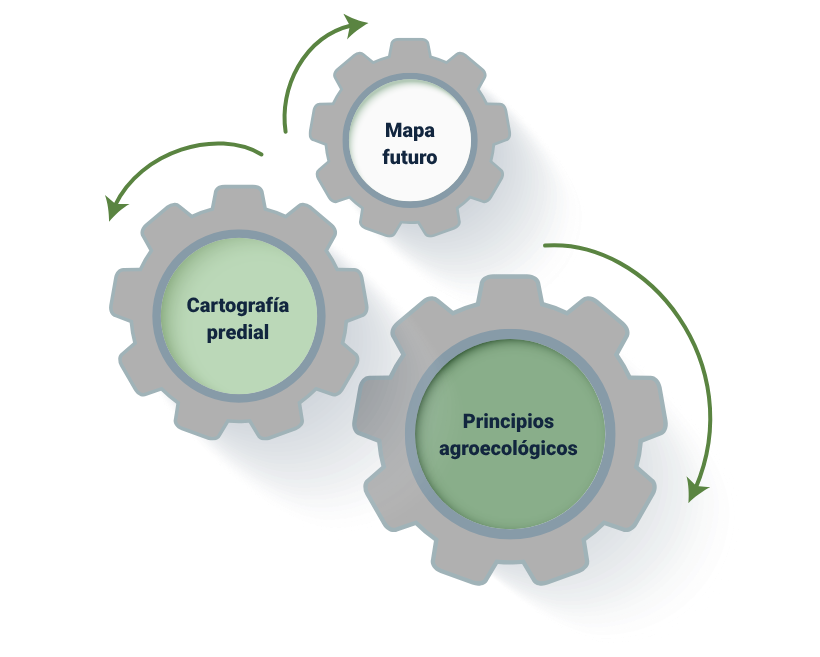 Mapa
futuro
Cartografía
predial
Principios
agroecológicos